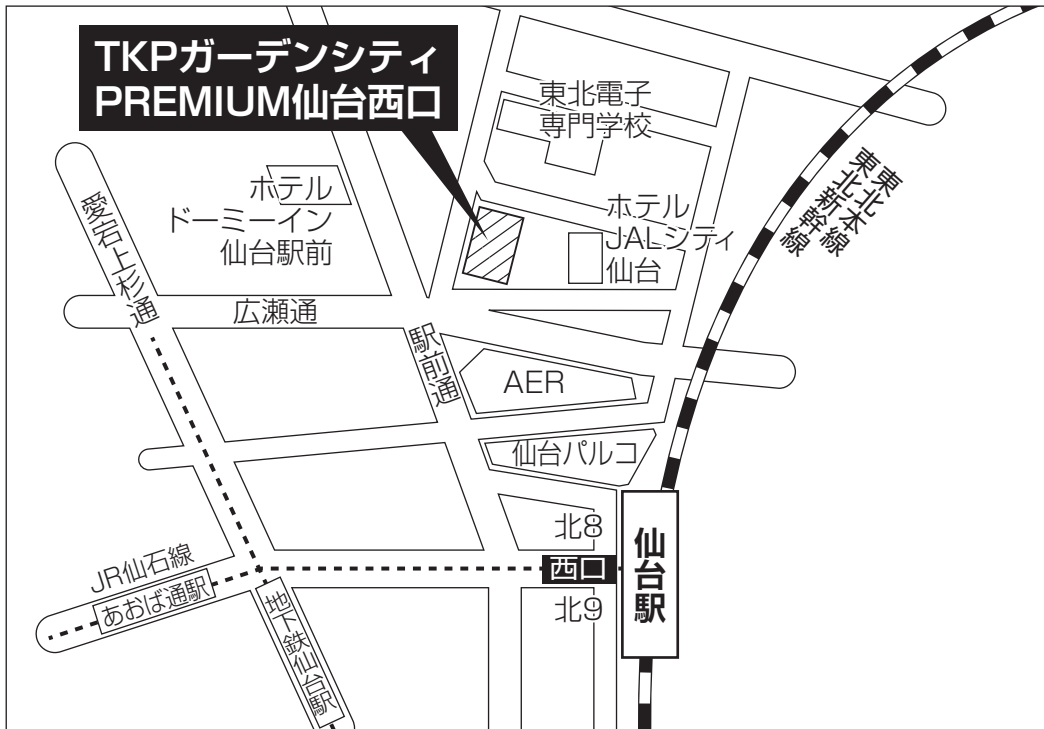 TKPガーデンシティ
PREMIUM仙台西口
東北電子
専門学校
ホテル
ドーミーイン
仙台駅前
ホテル
JALシティ
仙台
東北本線
東北新幹線
愛宕上杉通
広瀬通
駅前通
AER
仙台パルコ
北8
西口
仙台駅
北9
JR仙石線
あおば通駅
地下鉄仙台駅